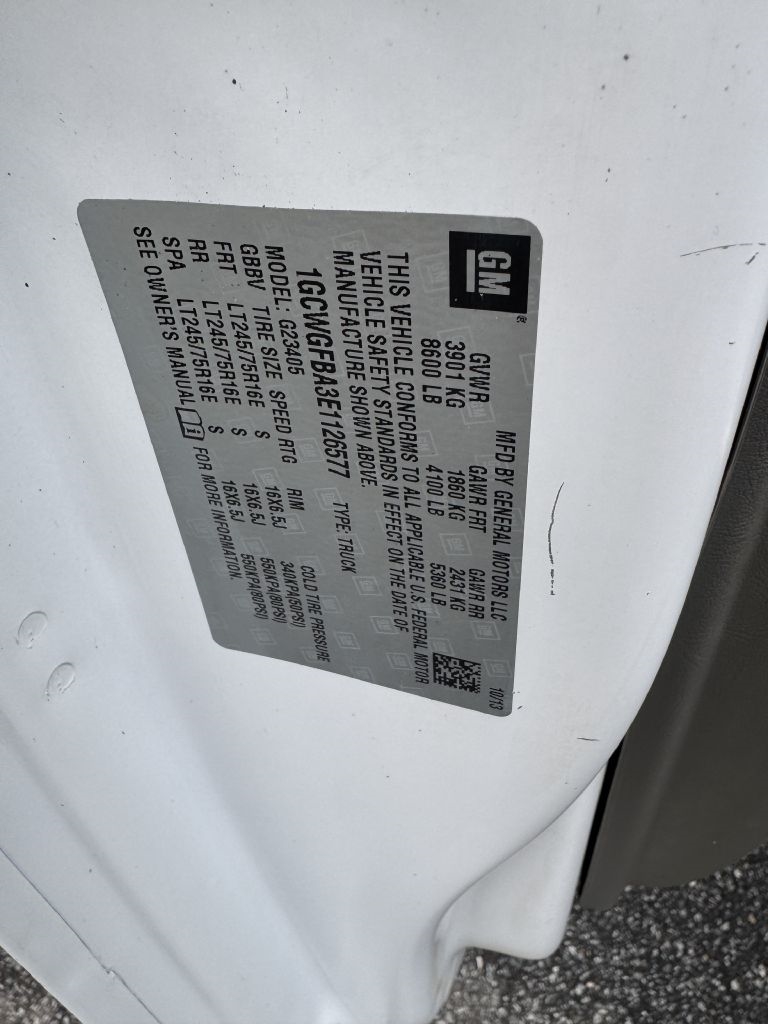 GM®
MFD BY GENERAL MOTORS LLC 10/13
GVWR GAWR FRT GAWR RR
3901 KG 1860 KG 2431 KG
8600 LB 4100 LB 5360 LB
THIS VEHICLE CONFORMS TO ALL APPLICABLE U.S. FEDERAL MOTOR
VEHICLE SAFETY STANDARDS IN EFFECT ON THE DATE OF
MANUFACTURE SHOWN ABOVE.
1GCWGFBA3E1126577 TYPE: TRUCK
MODEL: G23405
GBBV TIRE SIZE SPEED RTG RIM COLD TIRE PRESSURE
FRT LT245/75R16E S 16X6.5J 340KPA(50PSI)
RR LT245/75R16E S 16X6.5J 550KPA(80PSI)
SPA LT245/75R16E S 16X6.5J 550KPA(80PSI)
SEE OWNER'S MANUAL FOR MORE INFORMATION.